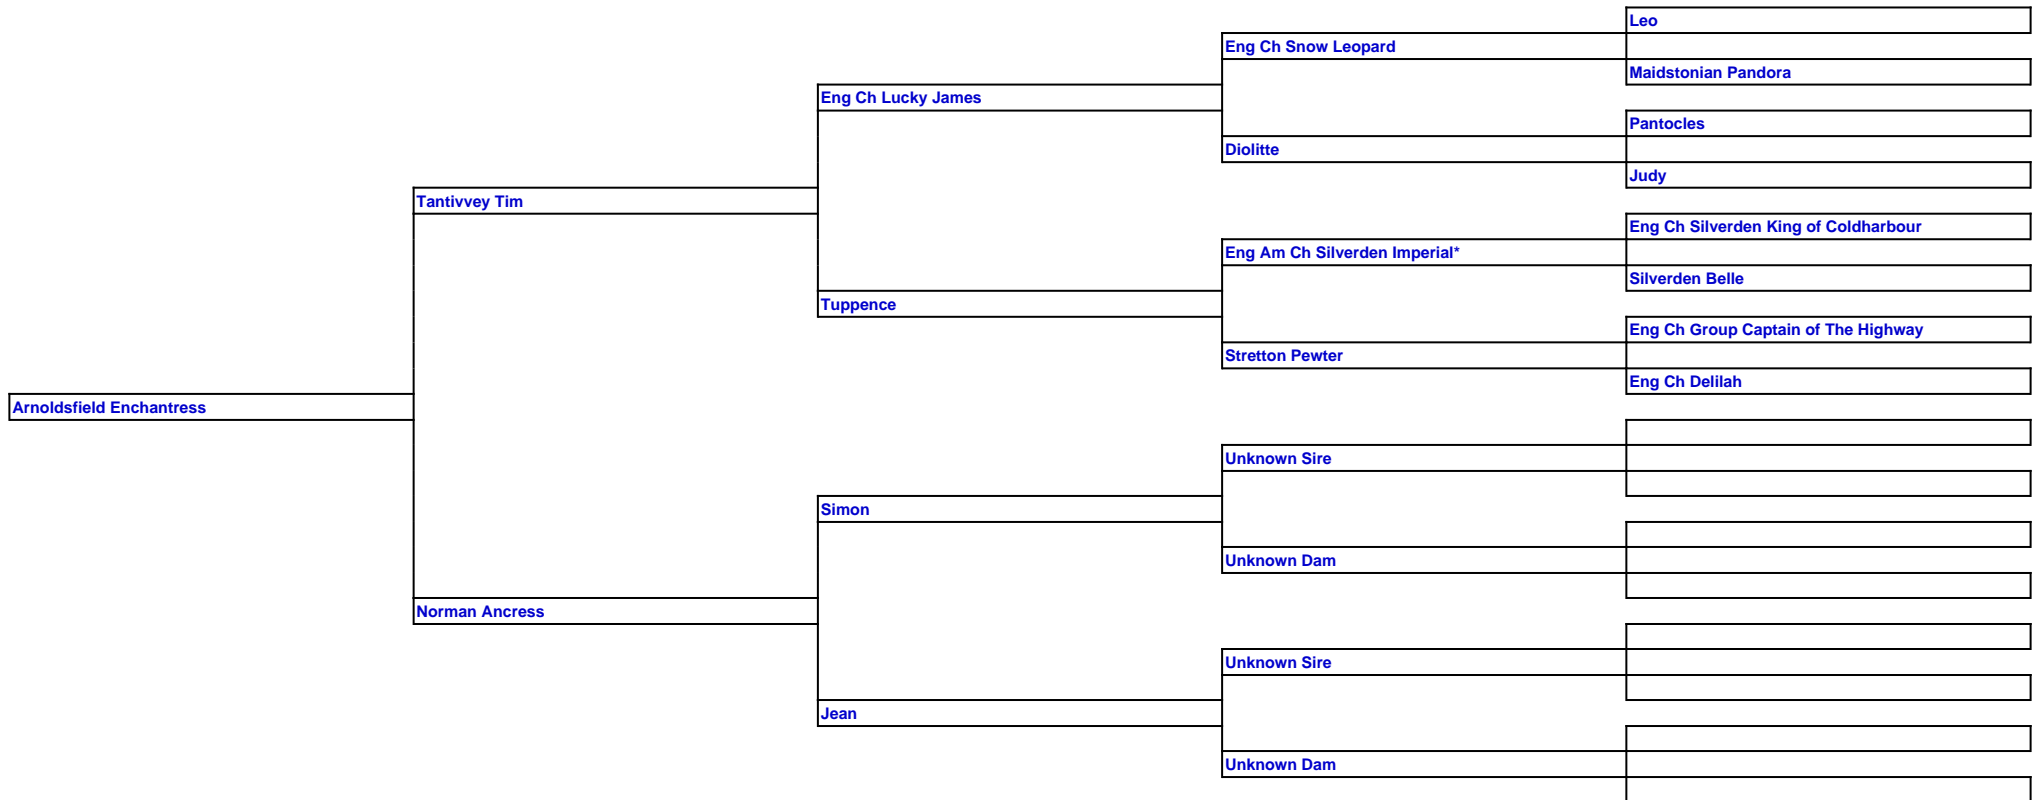 Leo
Eng Ch Snow Leopard
Maidstonian Pandora
Eng Ch Lucky James
Pantocles
Diolitte
Judy
Tantivvey Tim
Eng Ch Silverden King of Coldharbour
Eng Am Ch Silverden Imperial*
Silverden Belle
Tuppence
Eng Ch Group Captain of The Highway
Stretton Pewter
Eng Ch Delilah
Arnoldsfield Enchantress
Unknown Sire
Simon
Unknown Dam
Norman Ancress
Unknown Sire
Jean
Unknown Dam